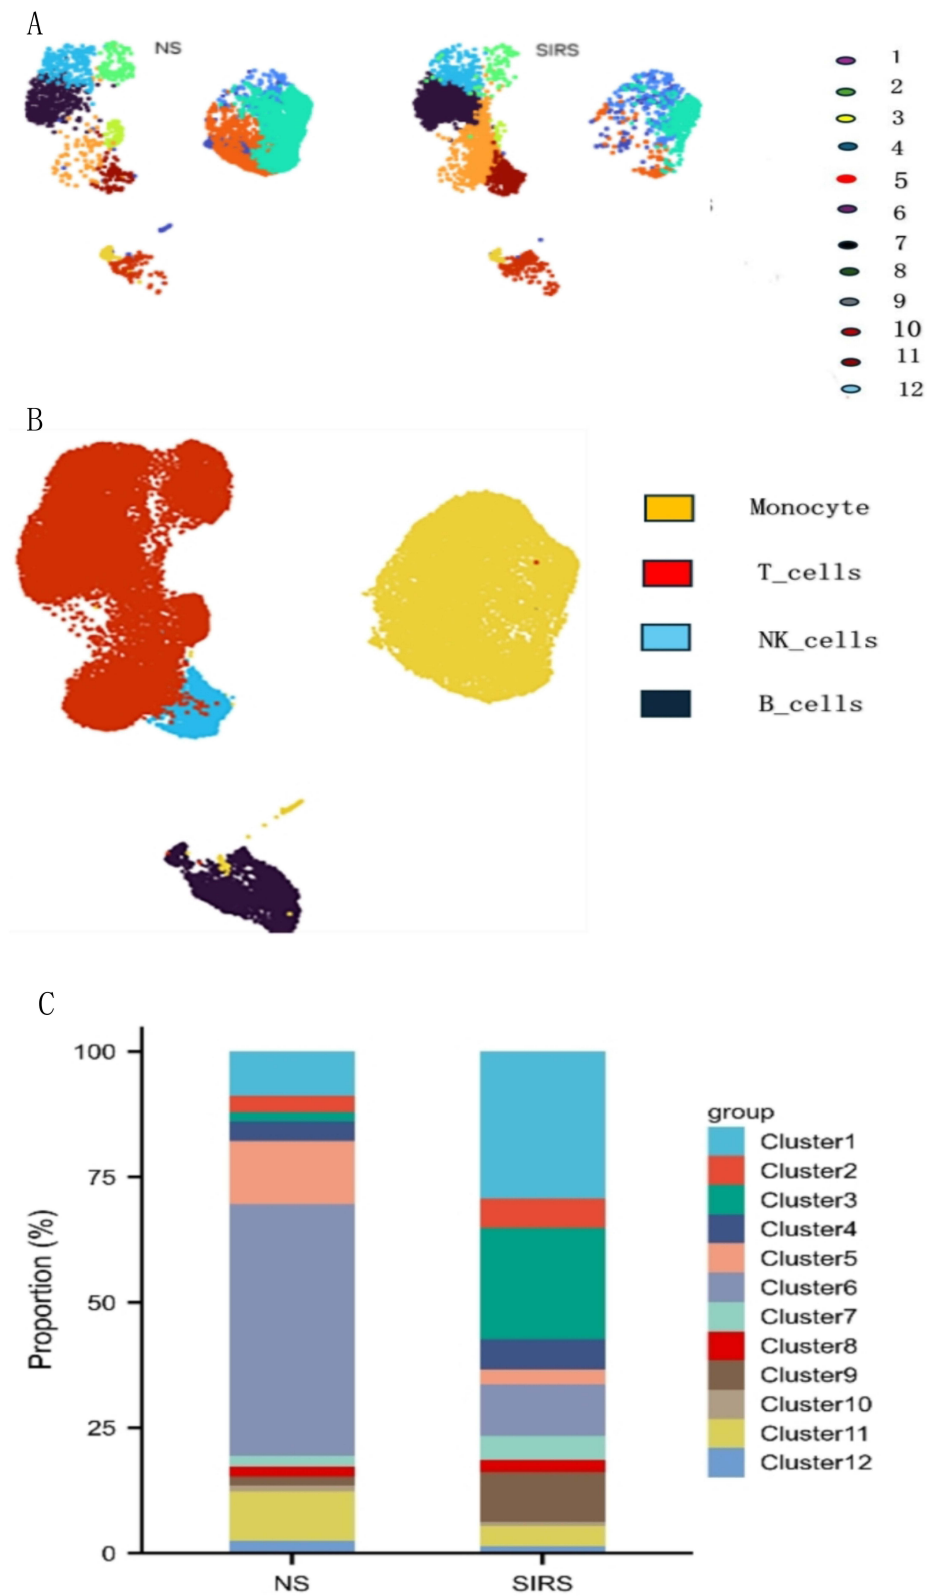 A
NS
SIRS
1
2
3
4
5
6
7
8
9
10
11
12
B
Monocyte
T_cells
NK_cells
B_cells
C
100
75
50
25
0
Proportion (%)
NS
SIRS
group
Cluster1
Cluster2
Cluster3
Cluster4
Cluster5
Cluster6
Cluster7
Cluster8
Cluster9
Cluster10
Cluster11
Cluster12